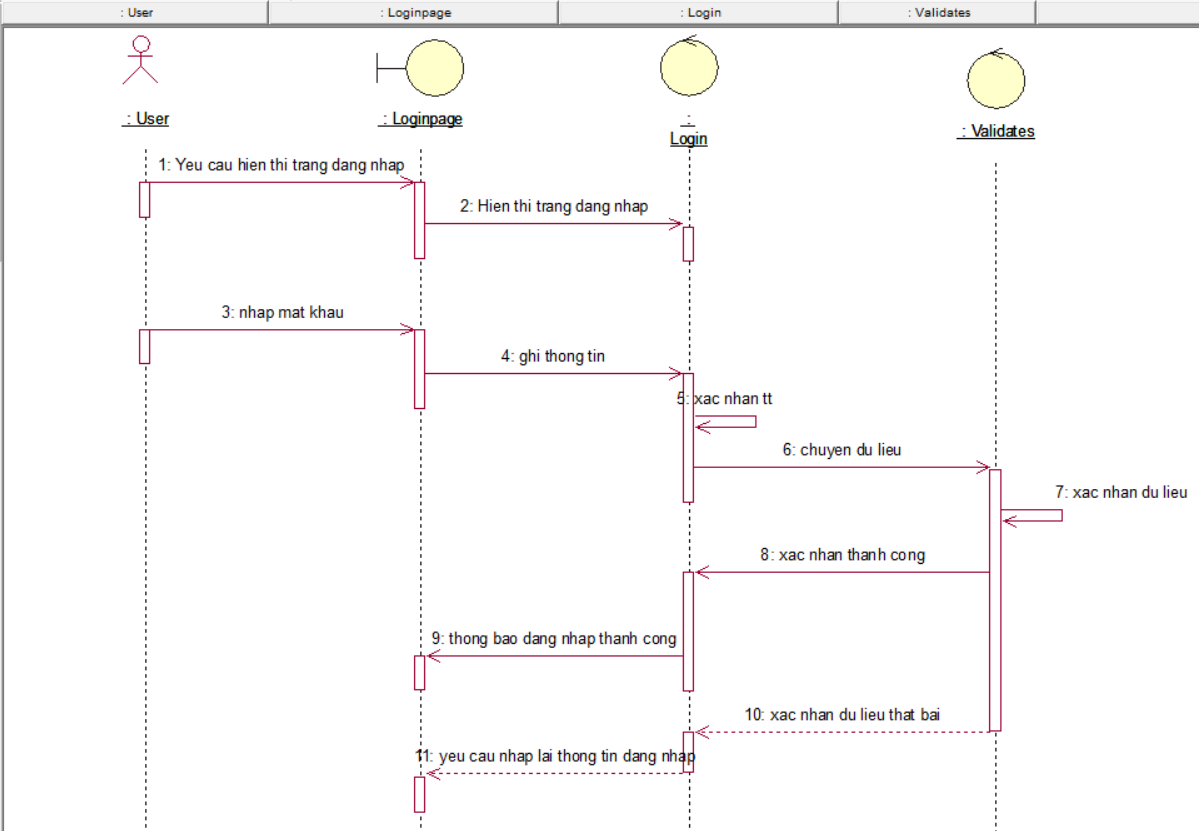 : User
: Loginpage
: Login
: Validates
: User
: Loginpage
:
Login
: Validates
1: Yeu cau hien thi trang dang nhap
2: Hien thi trang dang nhap
3: nhap mat khau
4: ghi thong tin
5: xac nhan tt
6: chuyen du lieu
7: xac nhan du lieu
8: xac nhan thanh cong
9: thong bao dang nhap thanh cong
10: xac nhan du lieu that bai
11: yeu cau nhap lai thong tin dang nhap